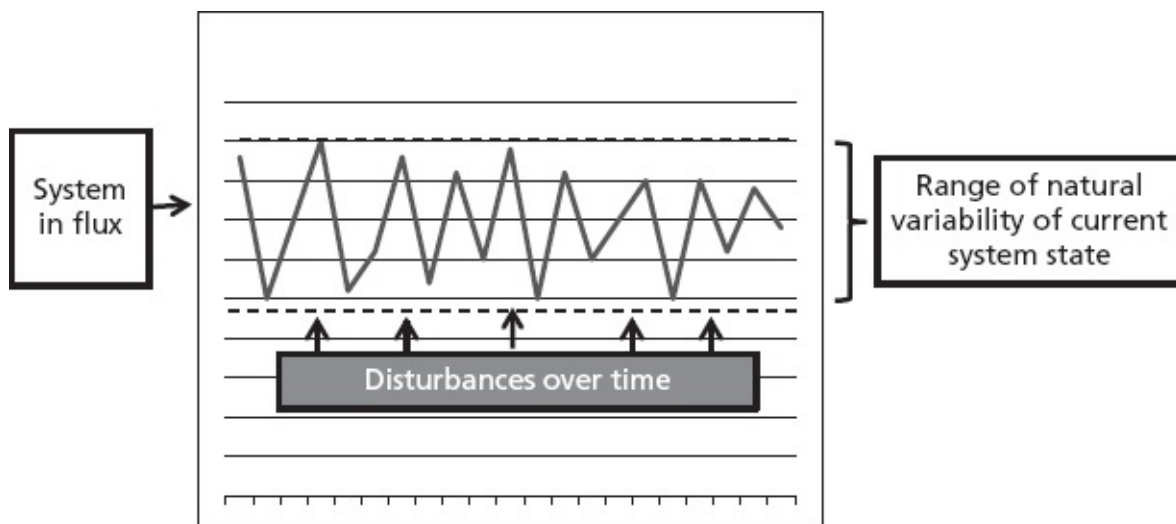 System
in flux
Range of natural
variability of current
system state
Disturbances over time